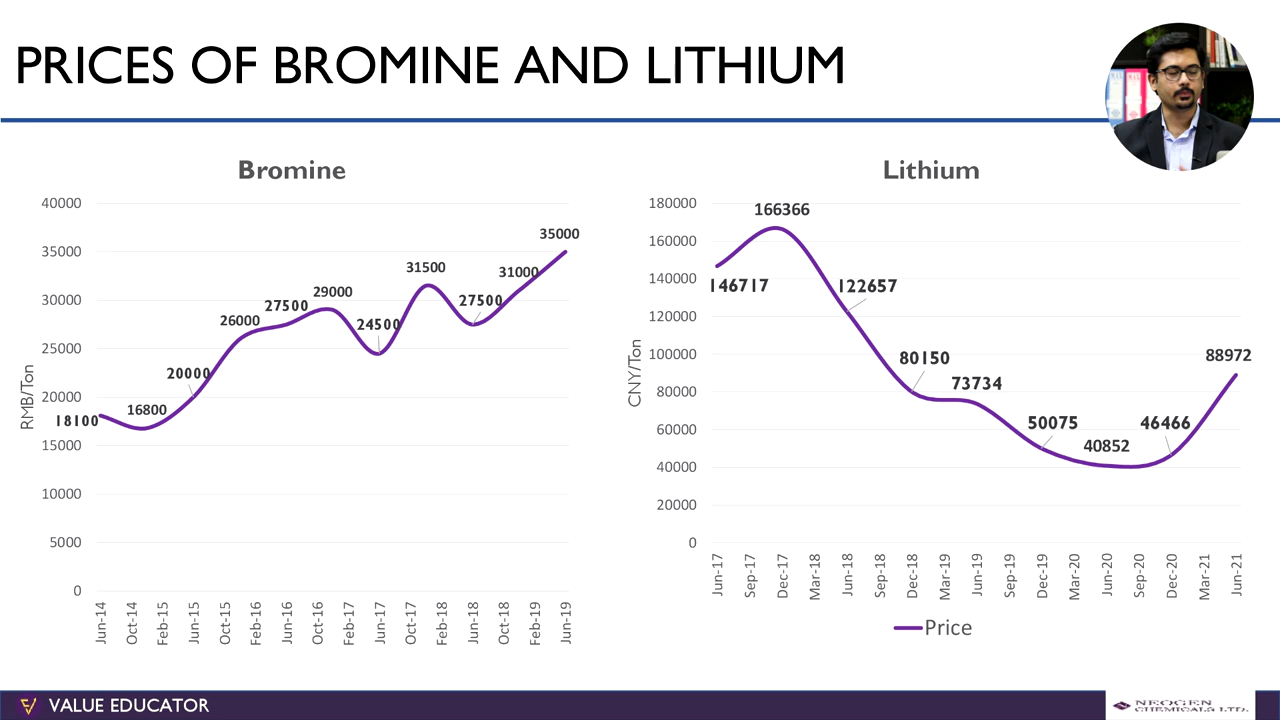 PRICES OF BROMINE AND LITHIUM
Bromine
40000
35000
30000
25000
20000
15000
10000
5000
0
RMB/Ton
18100
16800
20000
26000
27500
29000
24500
31500
27500
31000
35000
Jun-14
Oct-14
Feb-15
Jun-15
Oct-15
Feb-16
Jun-16
Oct-16
Feb-17
Jun-17
Oct-17
Feb-18
Jun-18
Oct-18
Feb-19
Jun-19
Lithium
180000
160000
140000
120000
100000
80000
60000
40000
20000
0
CNY/Ton
146717
166366
122657
80150
73734
50075
40852
46466
88972
Jun-17
Sep-17
Dec-17
Mar-18
Jun-18
Sep-18
Dec-18
Mar-19
Jun-19
Sep-19
Dec-19
Mar-20
Jun-20
Sep-20
Dec-20
Mar-21
Jun-21
Price
VALUE EDUCATOR
NEOGEN
CHEMICALS LTD.